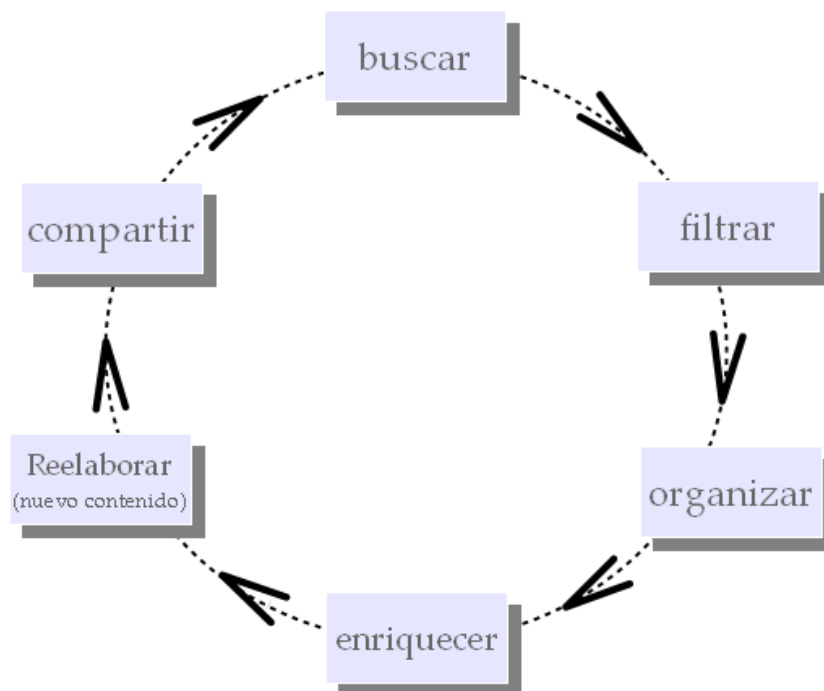 buscar
filtrar
organizar
enriquecer
Reelaborar
(nuevo contenido)
compartir